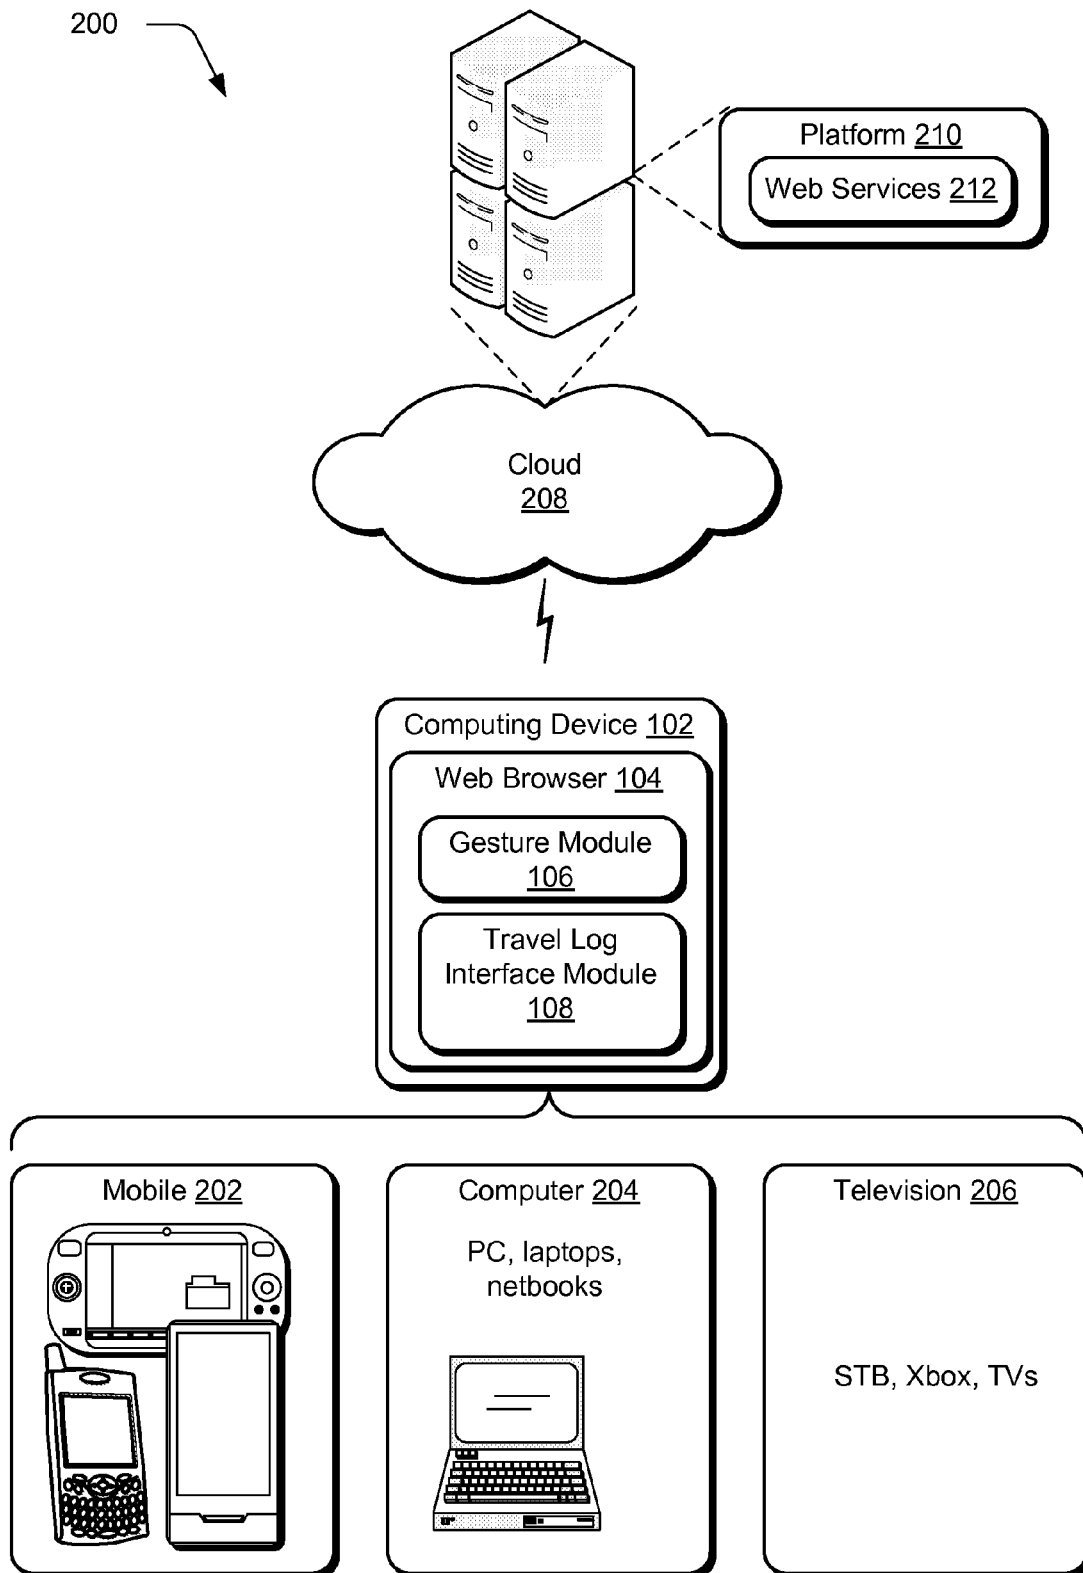 200
Platform 210
Web Services 212
Cloud
208
Computing Device 102
Web Browser 104
Gesture Module
106
Travel Log
Interface Module
108
Mobile 202
Computer 204
PC, laptops,
netbooks
Television 206
STB, Xbox, TVs